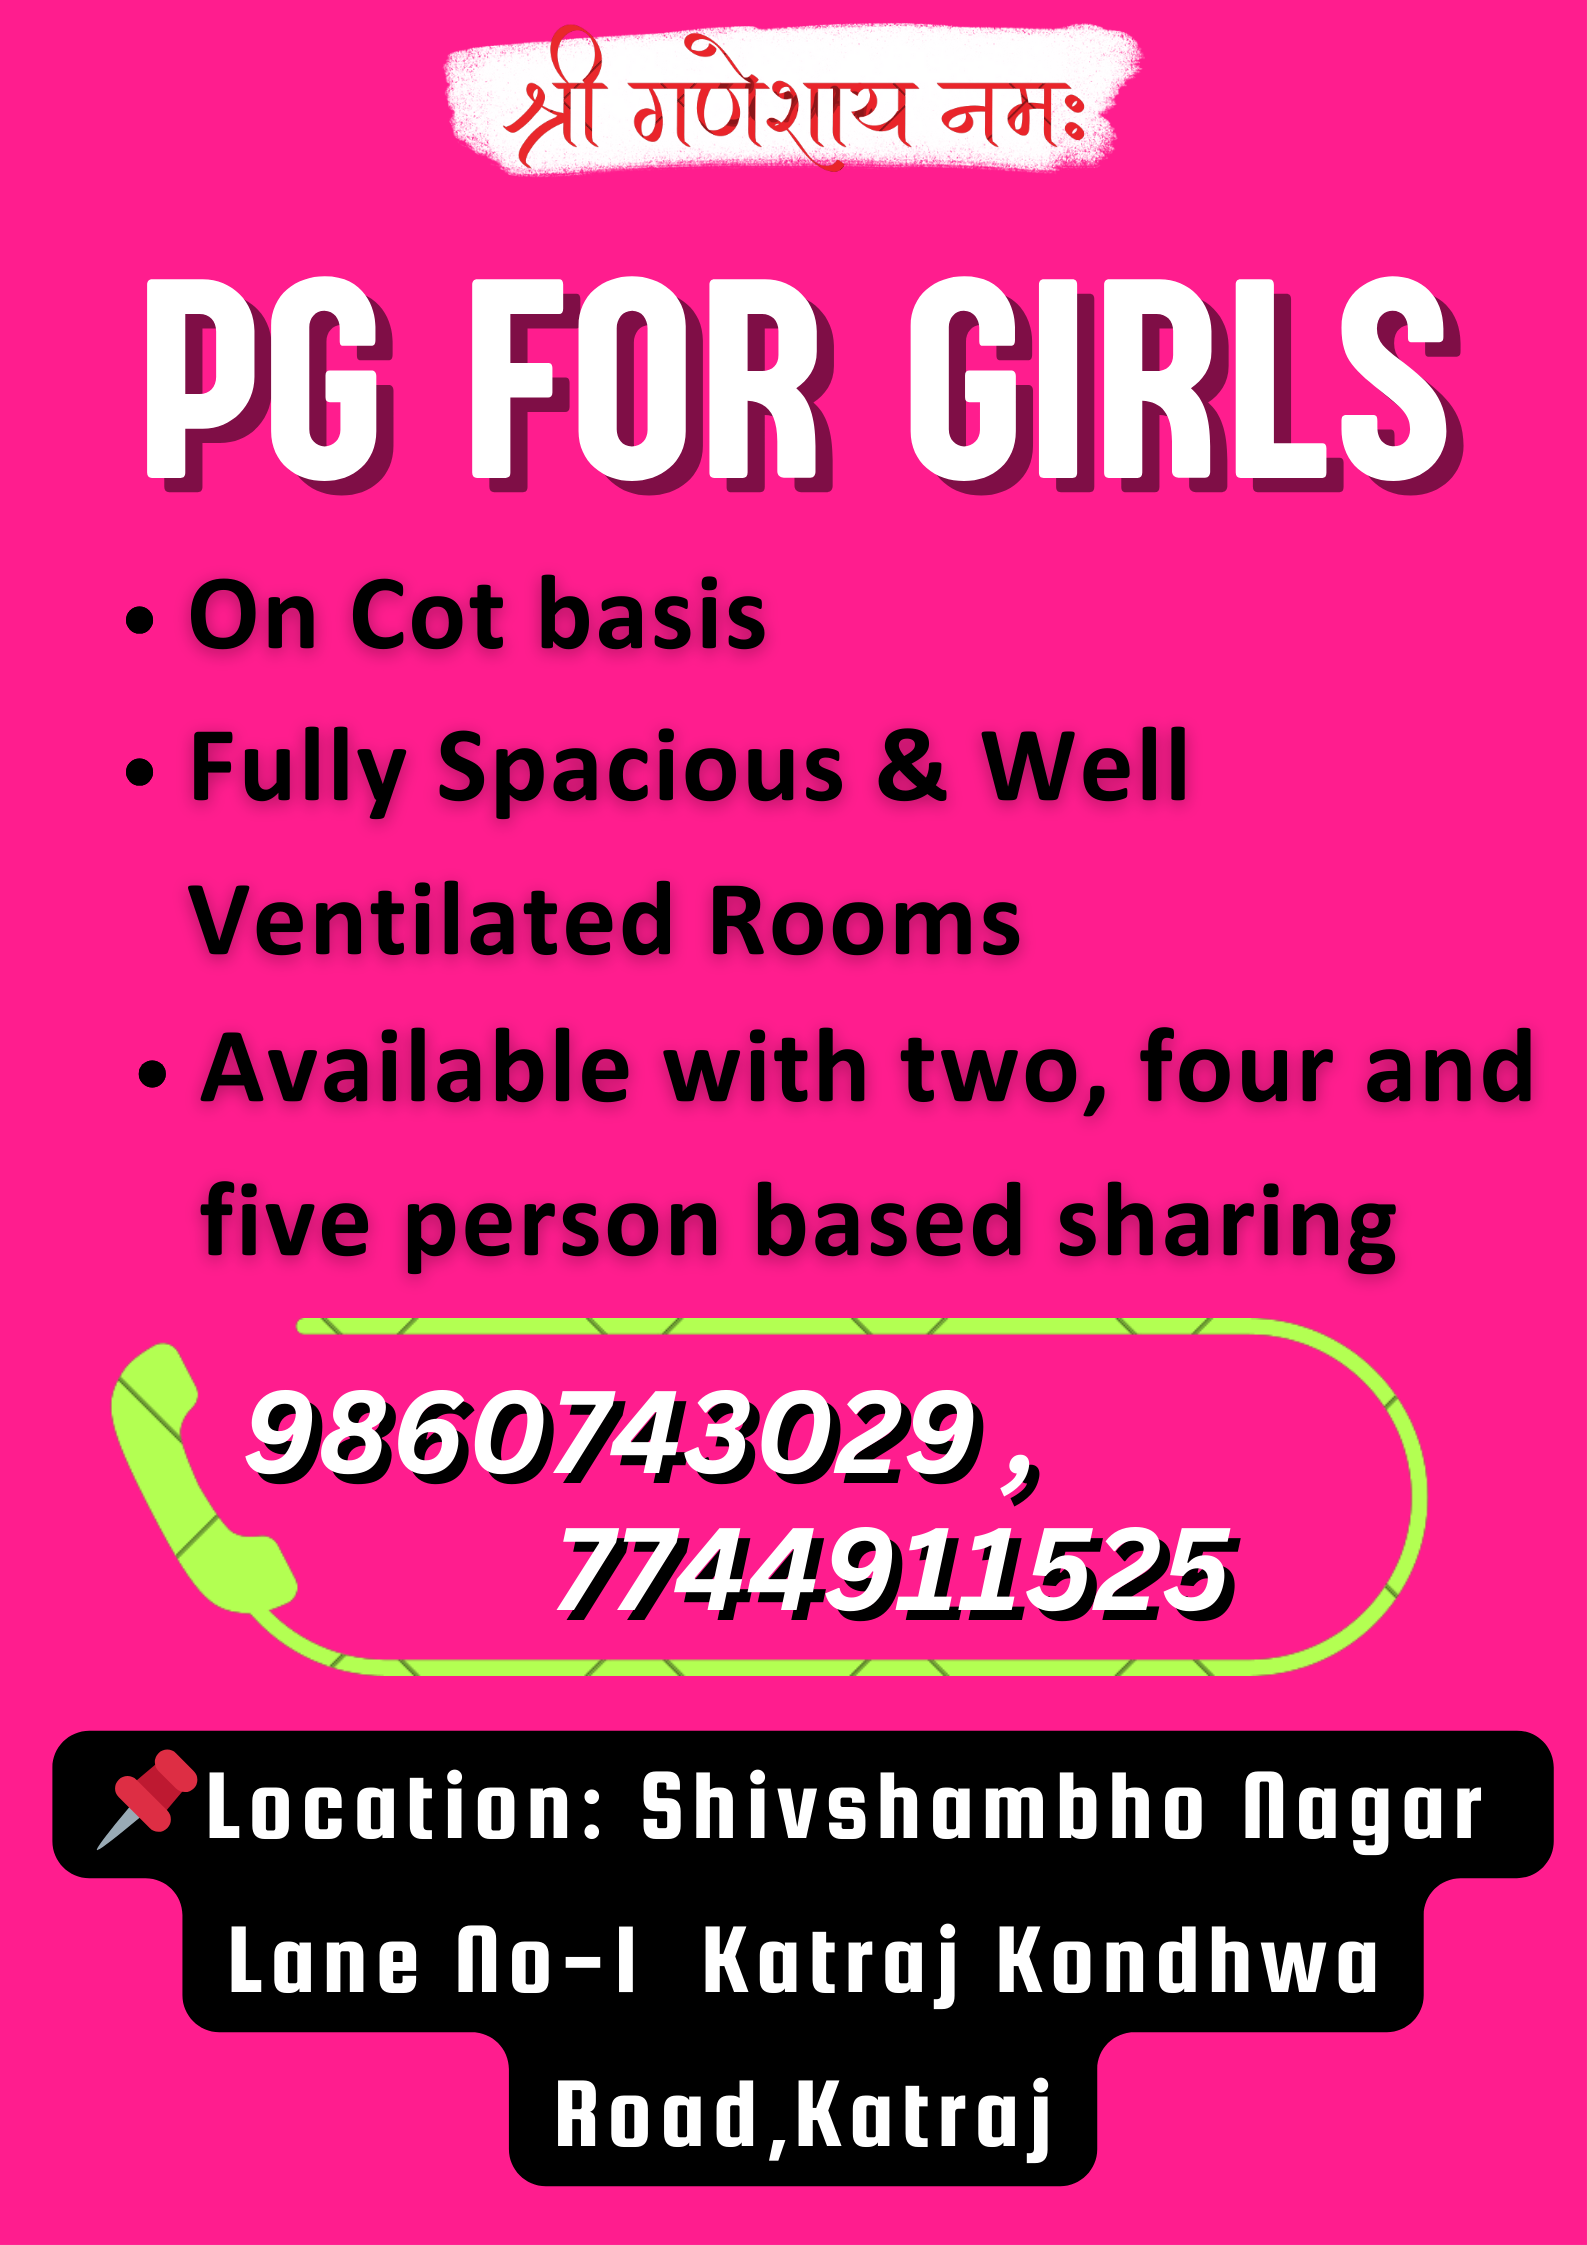 श्री गणेशाय नमः
PG FOR GIRLS
• On Cot basis
• Fully Spacious & Well
Ventilated Rooms
• Available with two, four and
five person based sharing
9860743029 ,
7744911525
Location: Shivshambho Nagar
Lane No-1 Katraj Kondhwa
Road,Katraj